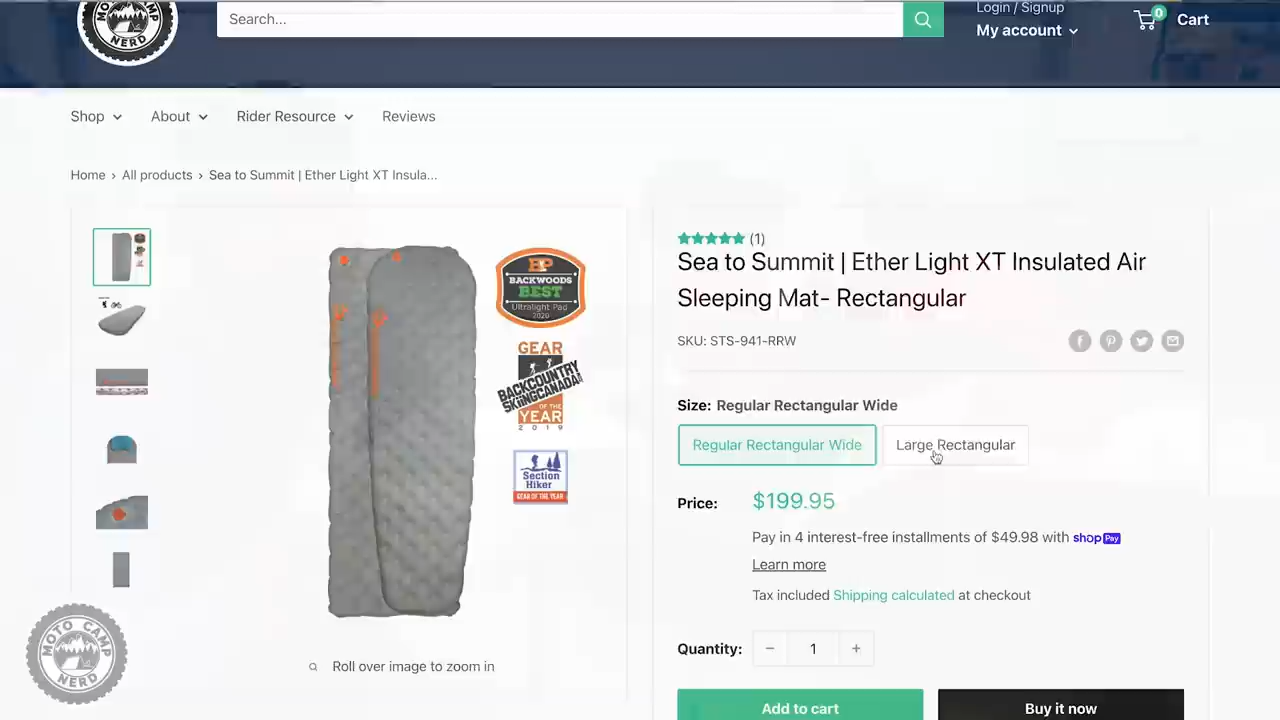 MOTO CAMP
NERD
Search...
Login / Signup
My account
0
Cart
Shop
About
Rider Resource
Reviews
Home › All products › Sea to Summit | Ether Light XT Insula...
BACKWOODS
BEST
Ultralight Pad
2020
GEAR
BACKCOUNTRY
SKIINGCANADA
OF THE
YEAR
2019
Section
Hiker
GEAR OF THE YEAR
Roll over image to zoom in
MOTO CAMP
NERD
(1)
Sea to Summit | Ether Light XT Insulated Air
Sleeping Mat- Rectangular
SKU: STS-941-RRW
Size: Regular Rectangular Wide
Regular Rectangular Wide
Large Rectangular
Price: $199.95
Pay in 4 interest-free installments of $49.98 with shop Pay
Learn more
Tax included Shipping calculated at checkout
Quantity: − 1 +
Add to cart
Buy it now